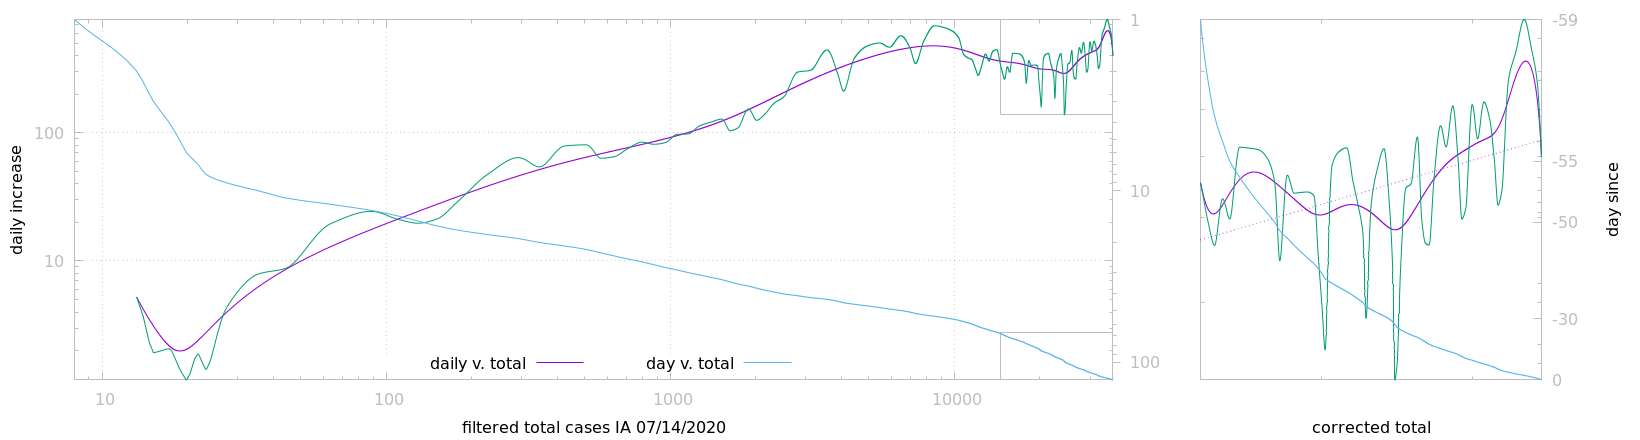 daily increase
100
10
1
10
100
daily v. total
day v. total
10
100
1000
10000
filtered total cases IA 07/14/2020
-59
-55
-50
-30
0
day since
corrected total